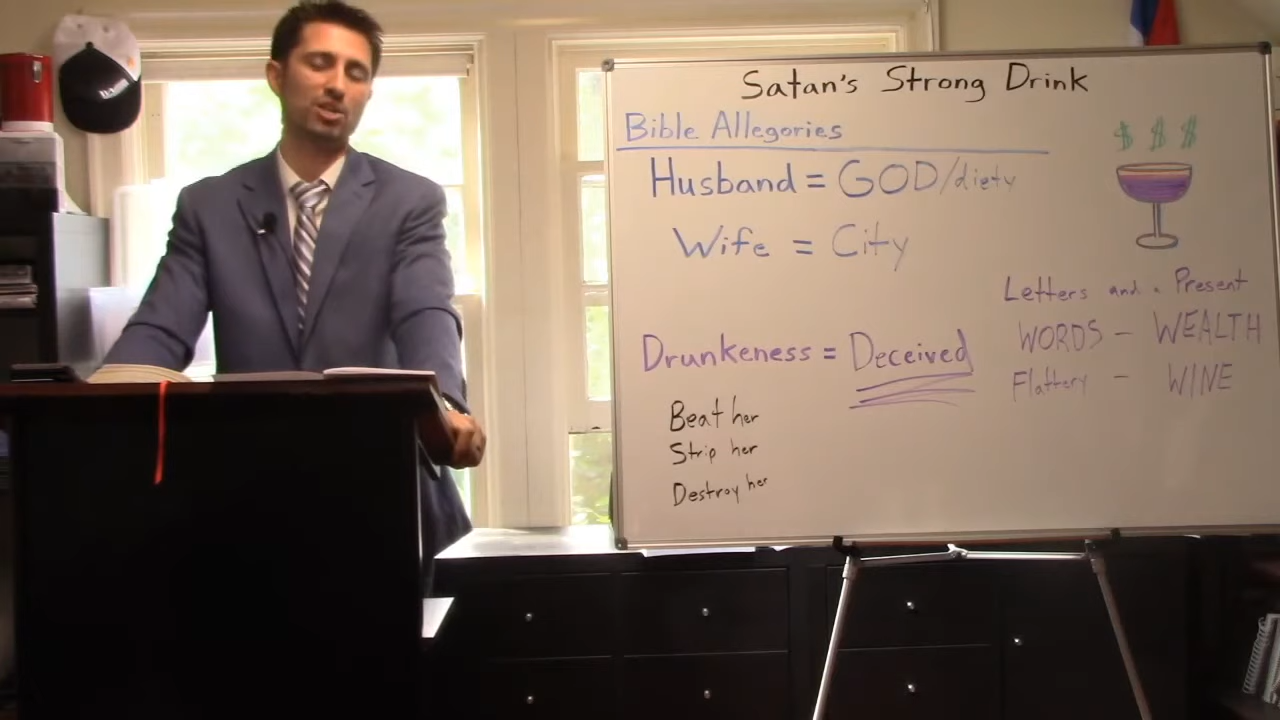 Satan's Strong Drink
Bible Allegories
$ $ $
Husband = GOD/diety
Wife = City
Letters and a Present
WORDS - WEALTH
Drunkeness = Deceived
Flattery - WINE
Beat her
Strip her
Destroy her